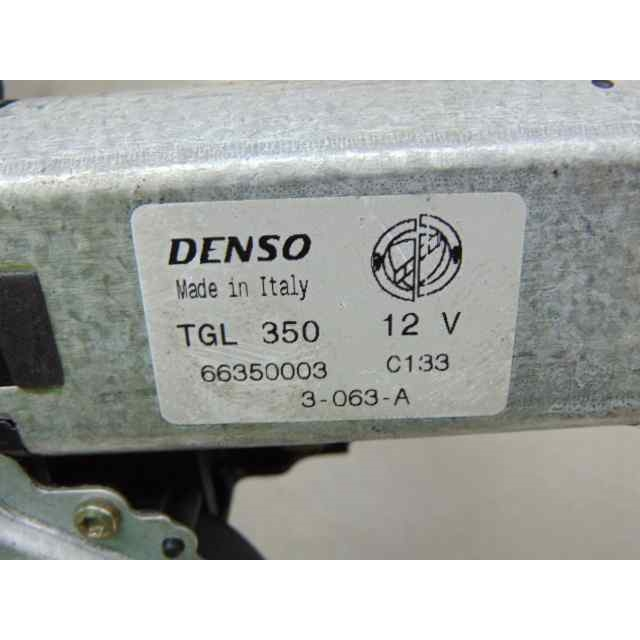 DENSO
Made in Italy
TGL 350 12 V
66350003 C133
3-063-A